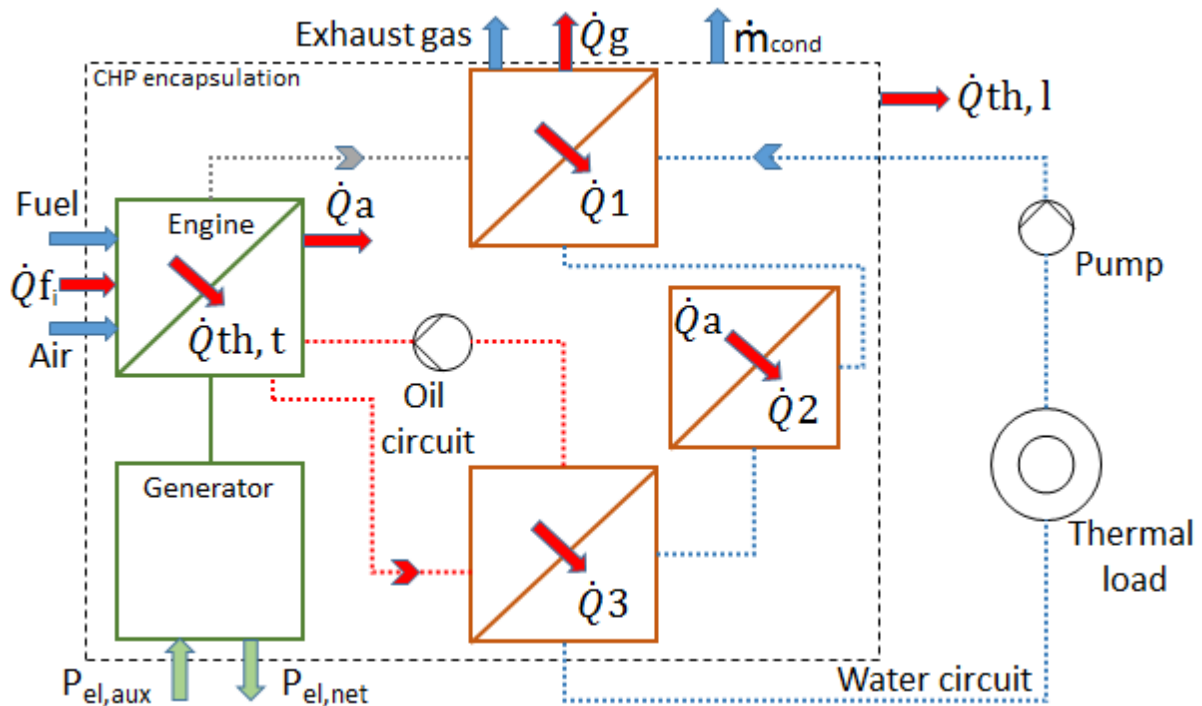 Exhaust gas
Q̇g
ṁcond
CHP encapsulation
Q̇th, l
Q̇1
Fuel
Engine
Q̇a
Q̇fi
Q̇th, t
Air
Pump
Q̇a
Q̇2
Oil
circuit
Generator
Q̇3
Thermal
load
Pel,aux
Pel,net
Water circuit